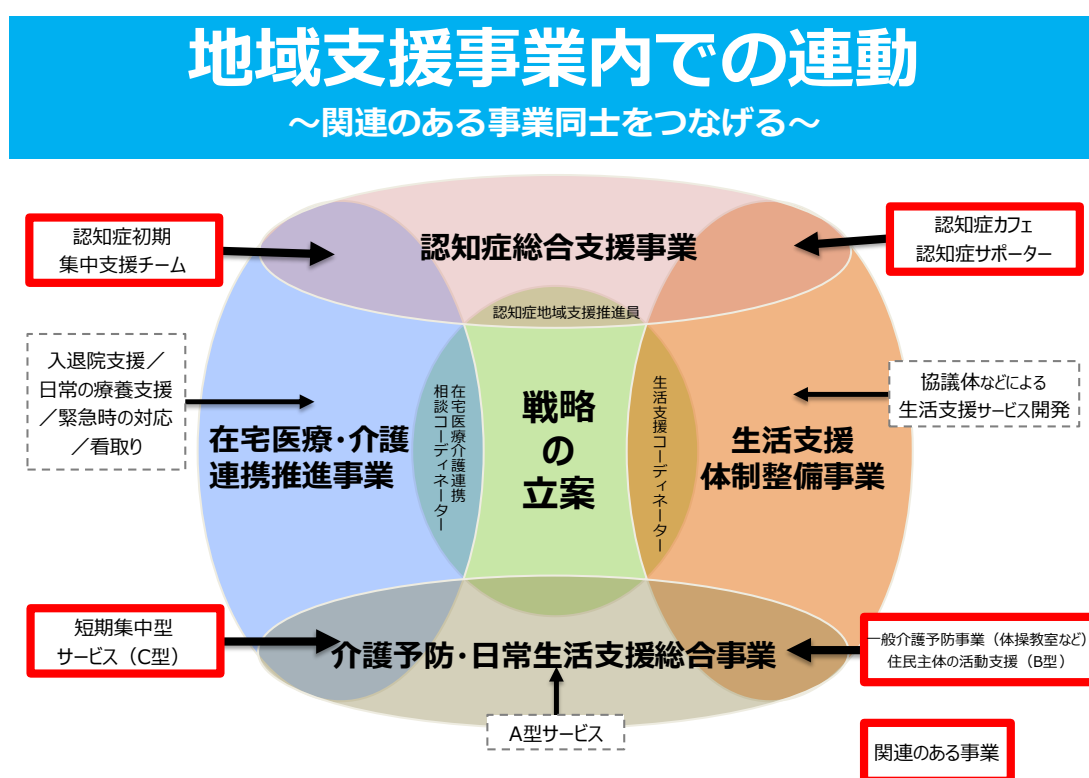 地域支援事業内での連動
～関連のある事業同士をつなげる～
認知症初期
集中支援チーム
認知症カフェ
認知症サポーター
認知症総合支援事業
認知症地域支援推進員
入退院支援／
日常の療養支援
／緊急時の対応
／看取り
協議体などによる
生活支援サービス開発
在宅医療・介護
連携推進事業
在宅医療介護連携
相談コーディネーター
戦略
の
立案
生活支援コーディネーター
生活支援
体制整備事業
短期集中型
サービス（C型）
介護予防・日常生活支援総合事業
一般介護予防事業（体操教室など）
住民主体の活動支援（B型）
A型サービス
関連のある事業